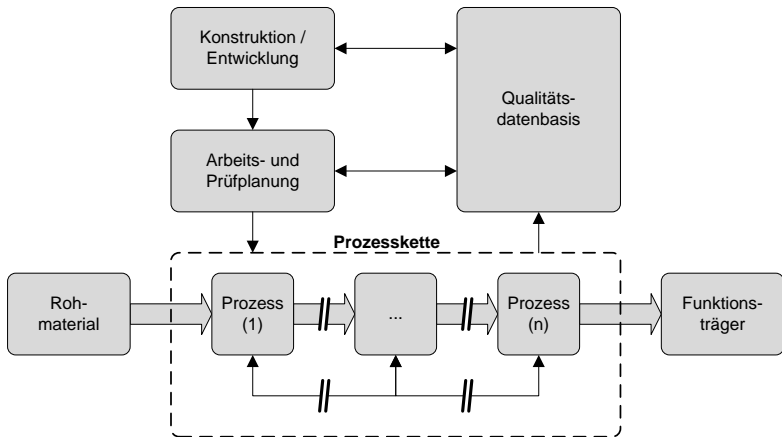 Konstruktion /
Entwicklung
Qualitäts-
datenbasis
Arbeits- und
Prüfplanung
Prozesskette
Roh-
material
Prozess
(1)
...
Prozess
(n)
Funktions-
träger